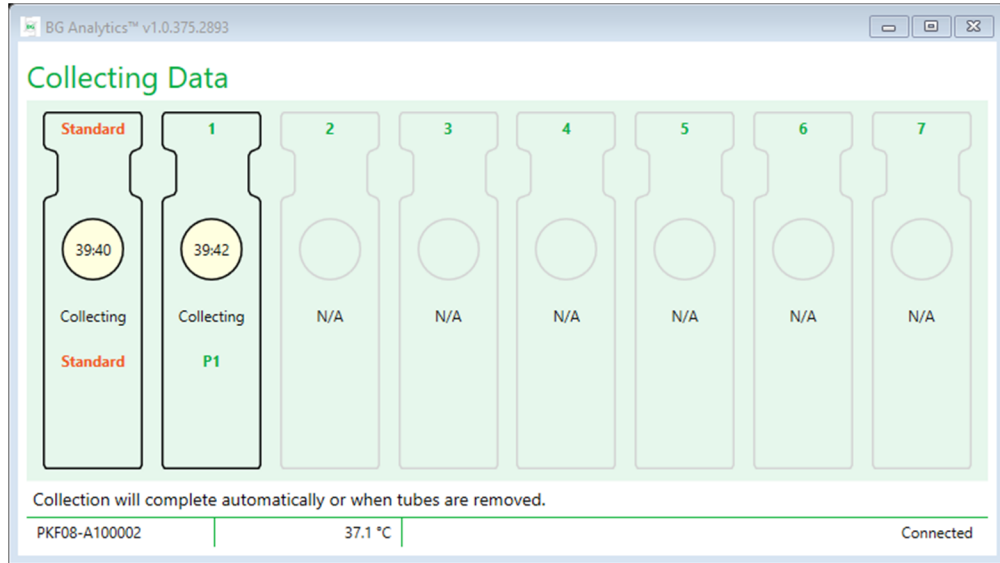 BG Analytics™ v1.0.375.2893
Collecting Data
Standard 1 2 3 4 5 6 7
39:40 39:42
Collecting Collecting N/A N/A N/A N/A N/A N/A
Standard P1
Collection will complete automatically or when tubes are removed.
PKF08-A100002 37.1 °C Connected